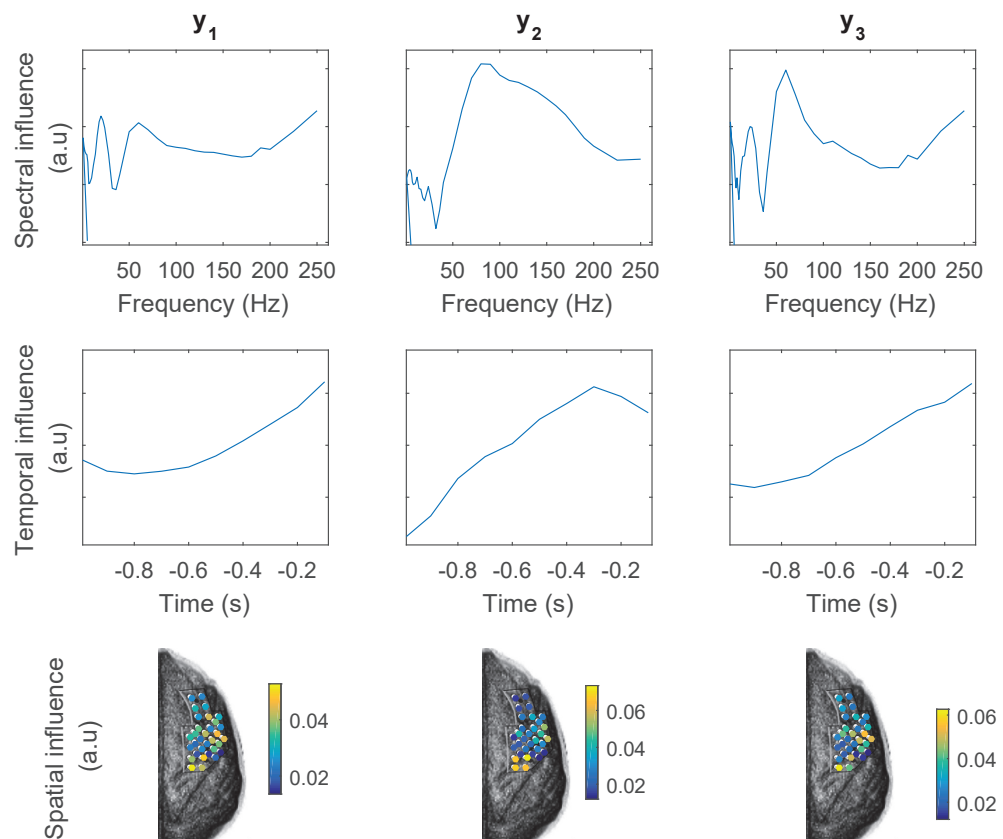 y1 y2 y3
Spectral influence
(a.u)
50 100 150 200 250 50 100 150 200 250 50 100 150 200 250
Frequency (Hz) Frequency (Hz) Frequency (Hz)
Temporal influence
(a.u)
-0.8 -0.6 -0.4 -0.2 -0.8 -0.6 -0.4 -0.2 -0.8 -0.6 -0.4 -0.2
Time (s) Time (s) Time (s)
Spatial influence
(a.u)
0.04 0.06 0.06
0.04 0.04
0.02 0.02 0.02